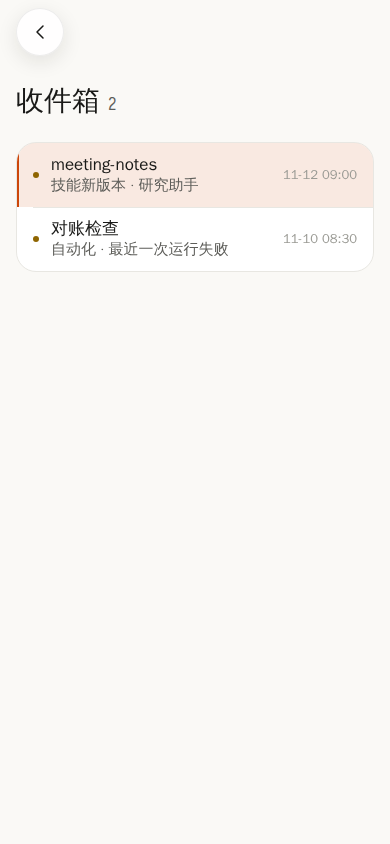 收件箱 2
meeting-notes
技能新版本 · 研究助手
11-12 09:00
对账检查
自动化 · 最近一次运行失败
11-10 08:30